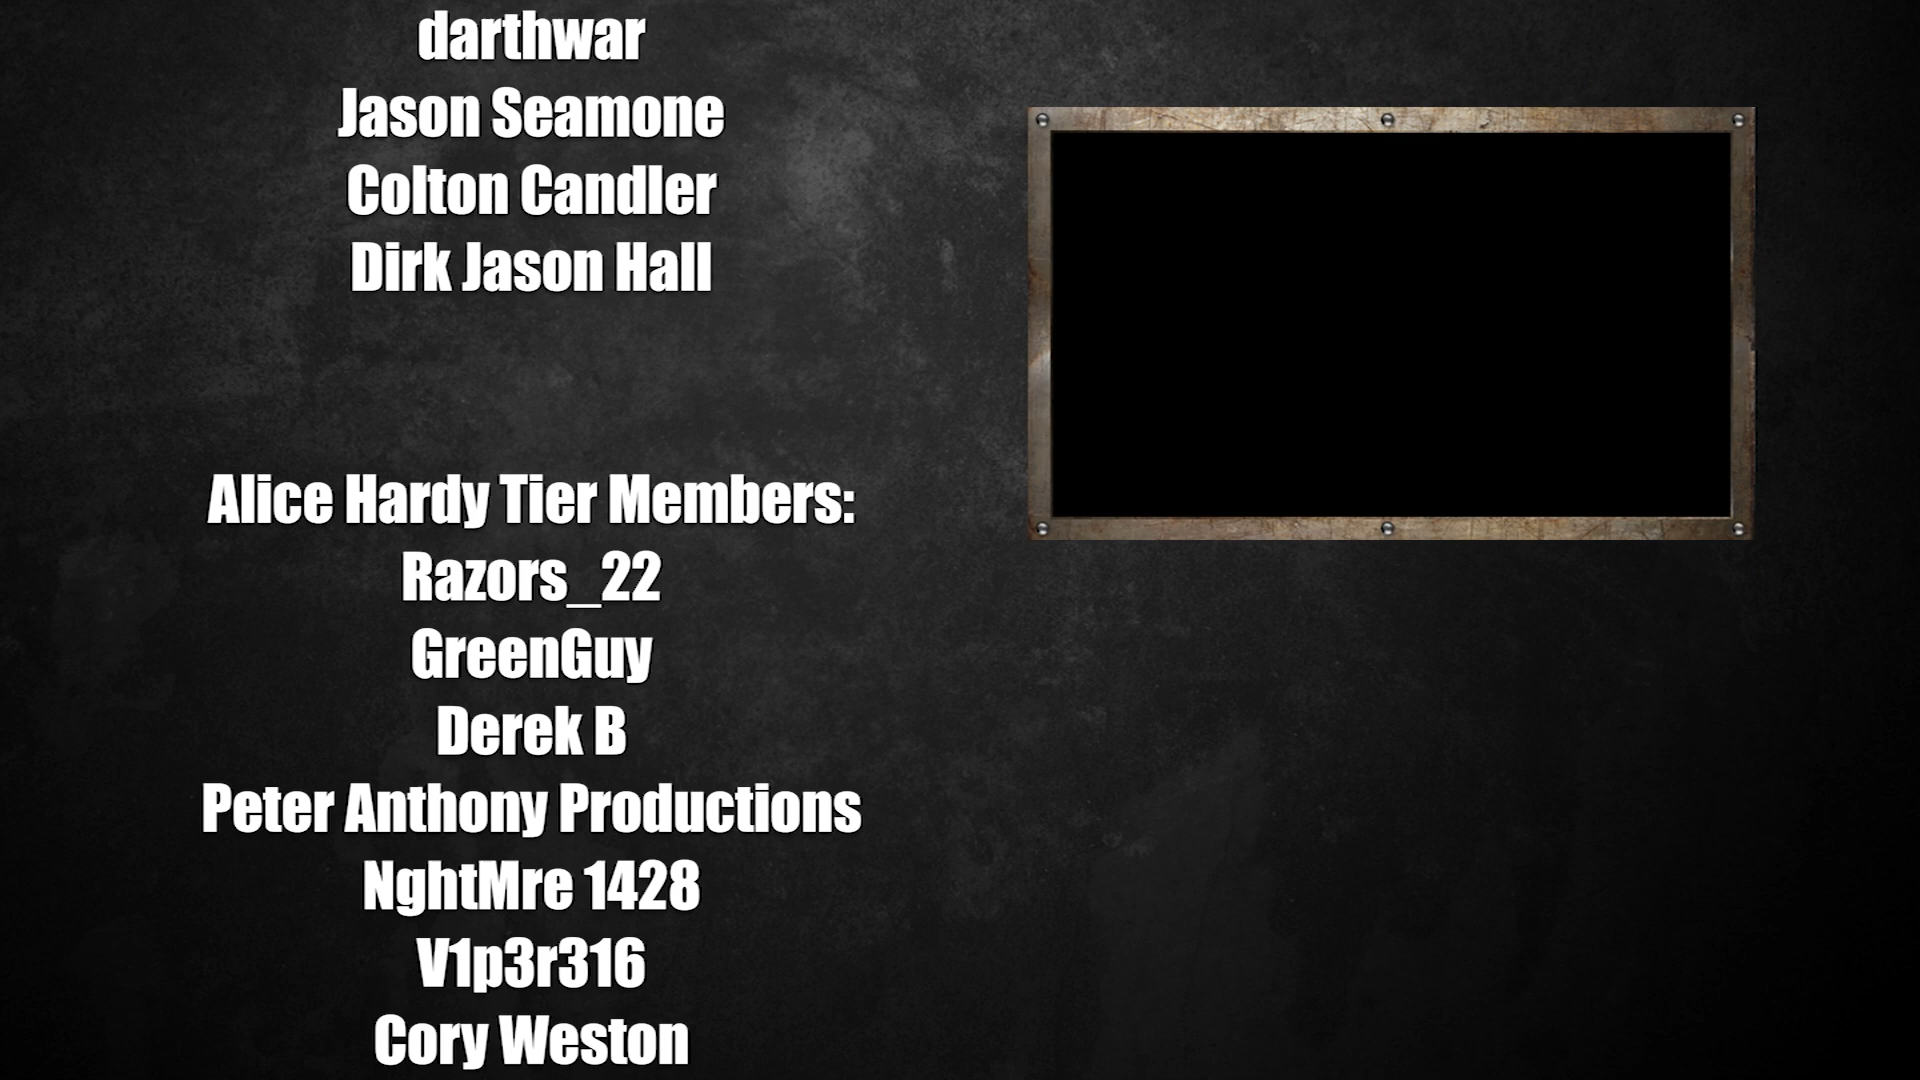 darthwar
Jason Seamone
Colton Candler
Dirk Jason Hall
Alice Hardy Tier Members:
Razors_22
GreenGuy
Derek B
Peter Anthony Productions
NghtMre 1428
V1p3r316
Cory Weston